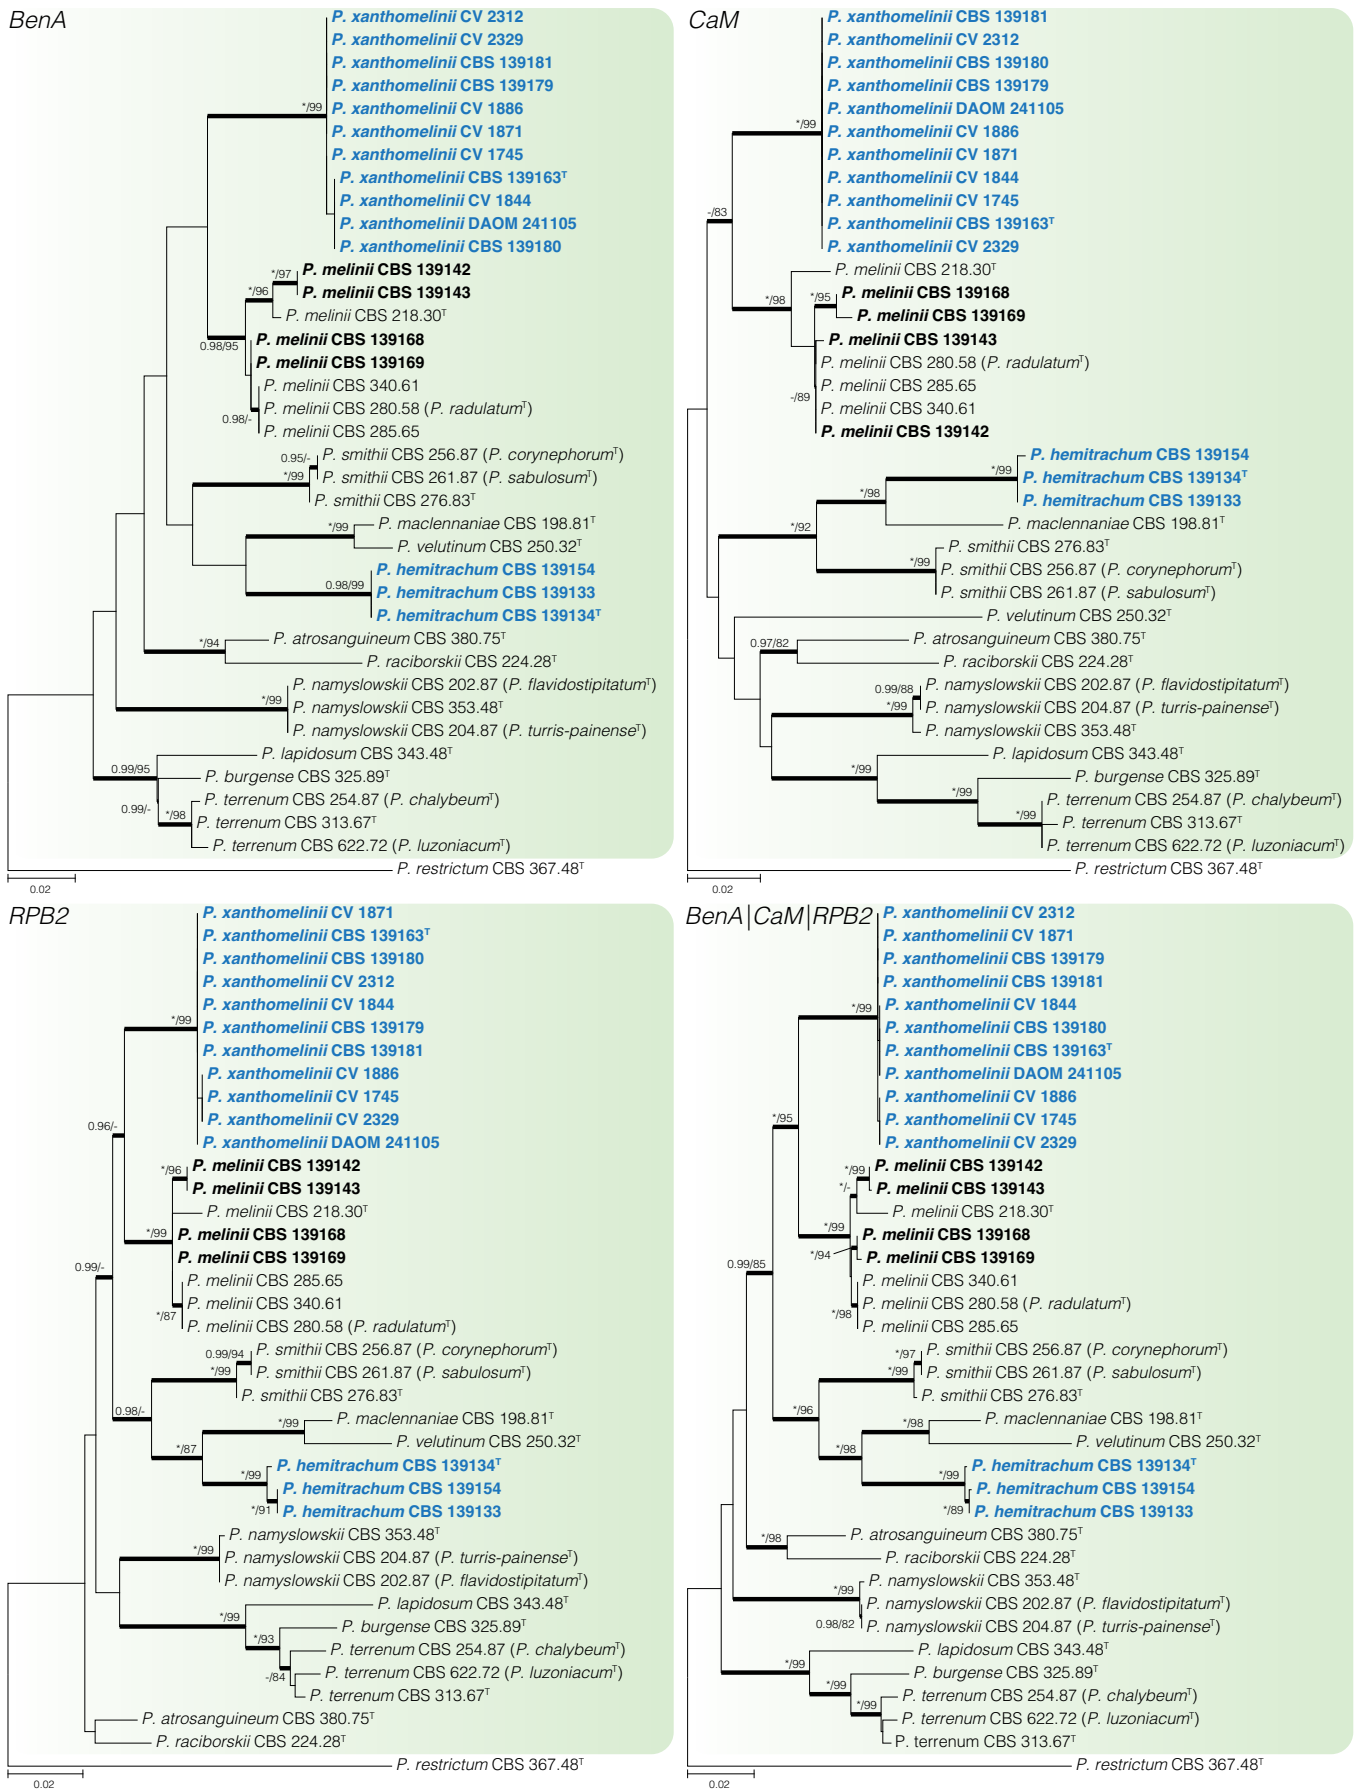 BenA
P. xanthomelinii CV 2312
P. xanthomelinii CV 2329
P. xanthomelinii CBS 139181
P. xanthomelinii CBS 139179
*/99
P. xanthomelinii CV 1886
P. xanthomelinii CV 1871
P. xanthomelinii CV 1745
P. xanthomelinii CBS 139163T
P. xanthomelinii CV 1844
P. xanthomelinii DAOM 241105
P. xanthomelinii CBS 139180
*/97
P. melinii CBS 139142
*/96
P. melinii CBS 139143
P. melinii CBS 218.30T
0.98/95
P. melinii CBS 139168
P. melinii CBS 139169
P. melinii CBS 340.61
P. melinii CBS 280.58 (P. radulatumT)
0.98/-
P. melinii CBS 285.65
0.95/-
P. smithii CBS 256.87 (P. corynephorumT)
*/99
P. smithii CBS 261.87 (P. sabulosumT)
P. smithii CBS 276.83T
*/99
P. maclennaniae CBS 198.81T
P. velutinum CBS 250.32T
P. hemitrachum CBS 139154
0.98/99
P. hemitrachum CBS 139133
P. hemitrachum CBS 139134T
*/94
P. atrosanguineum CBS 380.75T
P. raciborskii CBS 224.28T
P. namyslowskii CBS 202.87 (P. flavidostipitatumT)
*/99
P. namyslowskii CBS 353.48T
P. namyslowskii CBS 204.87 (P. turris-painenseT)
P. lapidosum CBS 343.48T
0.99/95
P. burgense CBS 325.89T
0.99/-
P. terrenum CBS 254.87 (P. chalybeumT)
*/98
P. terrenum CBS 313.67T
P. terrenum CBS 622.72 (P. luzoniacumT)
P. restrictum CBS 367.48T
0.02
CaM
P. xanthomelinii CBS 139181
P. xanthomelinii CV 2312
P. xanthomelinii CBS 139180
P. xanthomelinii CBS 139179
P. xanthomelinii DAOM 241105
*/99
P. xanthomelinii CV 1886
P. xanthomelinii CV 1871
P. xanthomelinii CV 1844
P. xanthomelinii CV 1745
-/83
P. xanthomelinii CBS 139163T
P. xanthomelinii CV 2329
P. melinii CBS 218.30T
*/98
*/95
P. melinii CBS 139168
P. melinii CBS 139169
P. melinii CBS 139143
P. melinii CBS 280.58 (P. radulatumT)
P. melinii CBS 285.65
-/89
P. melinii CBS 340.61
P. melinii CBS 139142
P. hemitrachum CBS 139154
*/99
P. hemitrachum CBS 139134T
*/98
P. hemitrachum CBS 139133
P. maclennaniae CBS 198.81T
*/92
P. smithii CBS 276.83T
*/99
P. smithii CBS 256.87 (P. corynephorumT)
P. smithii CBS 261.87 (P. sabulosumT)
P. velutinum CBS 250.32T
0.97/82
P. atrosanguineum CBS 380.75T
P. raciborskii CBS 224.28T
0.99/88
P. namyslowskii CBS 202.87 (P. flavidostipitatumT)
*/99
P. namyslowskii CBS 204.87 (P. turris-painenseT)
P. namyslowskii CBS 353.48T
P. lapidosum CBS 343.48T
*/99
P. burgense CBS 325.89T
*/99
P. terrenum CBS 254.87 (P. chalybeumT)
*/99
P. terrenum CBS 313.67T
P. terrenum CBS 622.72 (P. luzoniacumT)
P. restrictum CBS 367.48T
0.02
RPB2
P. xanthomelinii CV 1871
P. xanthomelinii CBS 139163T
P. xanthomelinii CBS 139180
P. xanthomelinii CV 2312
P. xanthomelinii CV 1844
*/99
P. xanthomelinii CBS 139179
P. xanthomelinii CBS 139181
P. xanthomelinii CV 1886
P. xanthomelinii CV 1745
0.96/-
P. xanthomelinii CV 2329
P. xanthomelinii DAOM 241105
*/96
P. melinii CBS 139142
P. melinii CBS 139143
P. melinii CBS 218.30T
*/99
P. melinii CBS 139168
P. melinii CBS 139169
0.99/-
P. melinii CBS 285.65
P. melinii CBS 340.61
*/87
P. melinii CBS 280.58 (P. radulatumT)
0.99/94
P. smithii CBS 256.87 (P. corynephorumT)
*/99
P. smithii CBS 261.87 (P. sabulosumT)
P. smithii CBS 276.83T
0.98/-
*/99
P. maclennaniae CBS 198.81T
*/87
P. velutinum CBS 250.32T
P. hemitrachum CBS 139134T
*/99
P. hemitrachum CBS 139154
*/91
P. hemitrachum CBS 139133
P. namyslowskii CBS 353.48T
*/99
P. namyslowskii CBS 204.87 (P. turris-painenseT)
P. namyslowskii CBS 202.87 (P. flavidostipitatumT)
P. lapidosum CBS 343.48T
*/99
P. burgense CBS 325.89T
*/93
P. terrenum CBS 254.87 (P. chalybeumT)
-/84
P. terrenum CBS 622.72 (P. luzoniacumT)
P. terrenum CBS 313.67T
P. atrosanguineum CBS 380.75T
P. raciborskii CBS 224.28T
P. restrictum CBS 367.48T
0.02
BenA|CaM|RPB2
P. xanthomelinii CV 2312
P. xanthomelinii CV 1871
P. xanthomelinii CBS 139179
P. xanthomelinii CBS 139181
*/99
P. xanthomelinii CV 1844
P. xanthomelinii CBS 139180
P. xanthomelinii CBS 139163T
P. xanthomelinii DAOM 241105
P. xanthomelinii CV 1886
*/95
P. xanthomelinii CV 1745
P. xanthomelinii CV 2329
*/99
P. melinii CBS 139142
*/-
P. melinii CBS 139143
P. melinii CBS 218.30T
*/99
P. melinii CBS 139168
*/94
P. melinii CBS 139169
0.99/85
P. melinii CBS 340.61
P. melinii CBS 280.58 (P. radulatumT)
*/98
P. melinii CBS 285.65
*/97
P. smithii CBS 256.87 (P. corynephorumT)
*/99
P. smithii CBS 261.87 (P. sabulosumT)
P. smithii CBS 276.83T
*/96
*/98
P. maclennaniae CBS 198.81T
*/98
P. velutinum CBS 250.32T
P. hemitrachum CBS 139134T
*/99
P. hemitrachum CBS 139154
*/89
P. hemitrachum CBS 139133
*/98
P. atrosanguineum CBS 380.75T
P. raciborskii CBS 224.28T
P. namyslowskii CBS 353.48T
*/99
P. namyslowskii CBS 202.87 (P. flavidostipitatumT)
0.98/82
P. namyslowskii CBS 204.87 (P. turris-painenseT)
P. lapidosum CBS 343.48T
*/99
P. burgense CBS 325.89T
*/99
P. terrenum CBS 254.87 (P. chalybeumT)
*/99
P. terrenum CBS 622.72 (P. luzoniacumT)
P. terrenum CBS 313.67T
P. restrictum CBS 367.48T
0.02